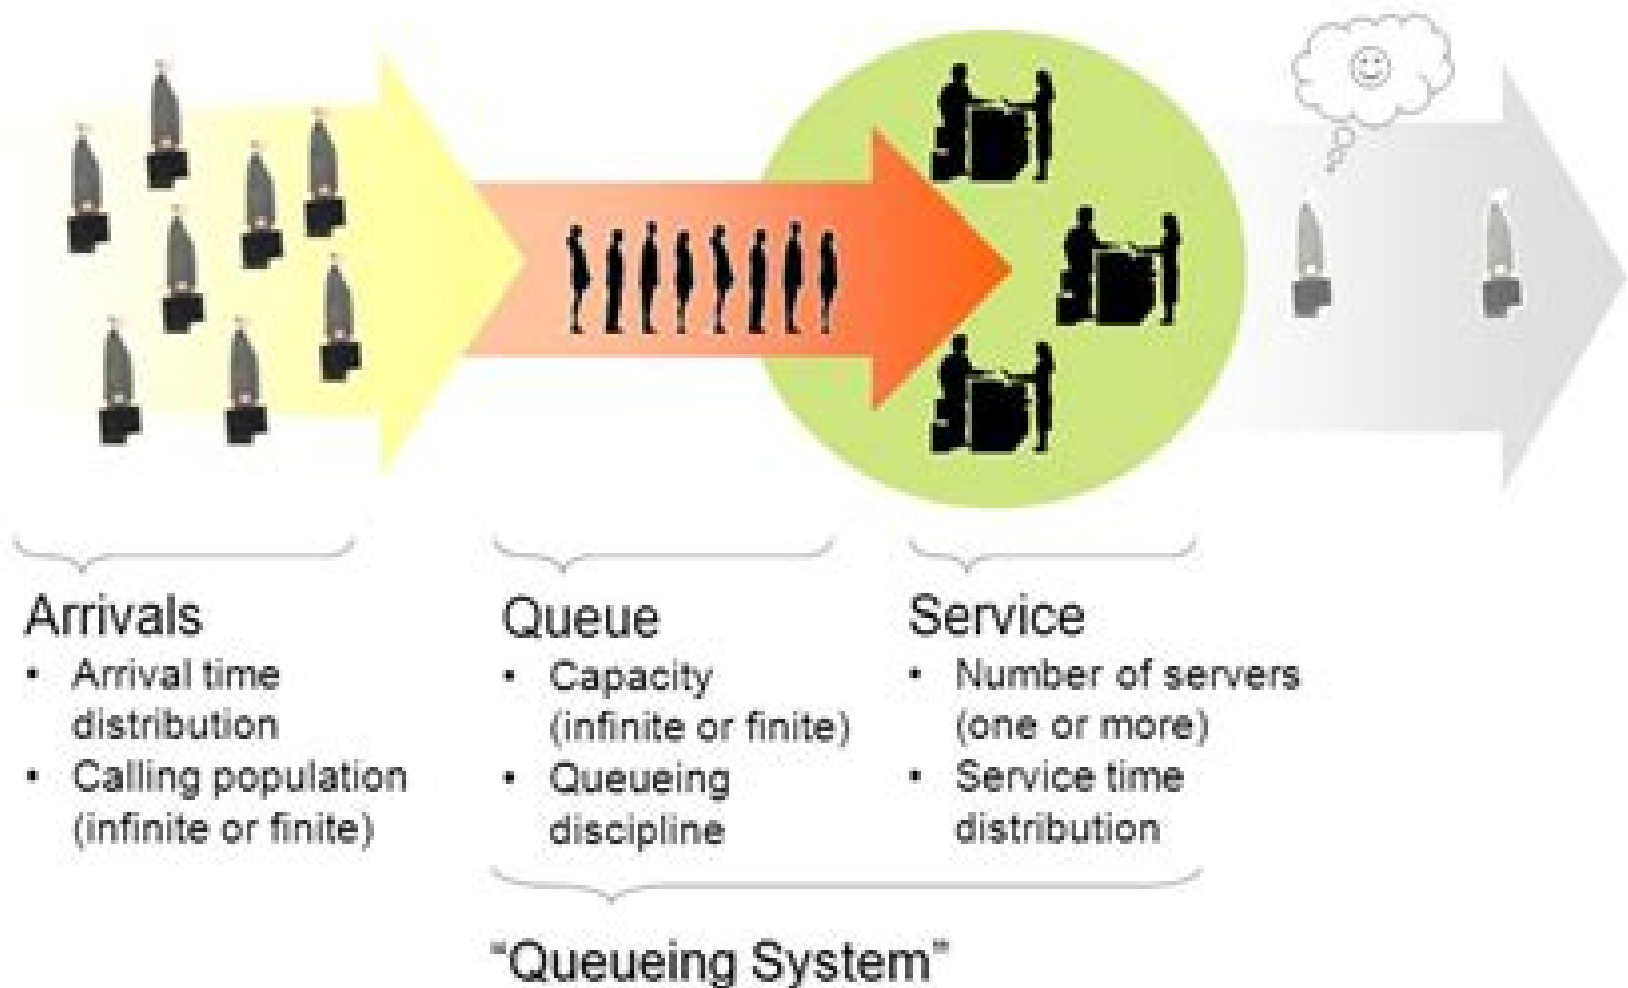 Arrivals
• Arrival time
distribution
• Calling population
(infinite or finite)
Queue
• Capacity
(infinite or finite)
• Queueing
discipline
Service
• Number of servers
(one or more)
• Service time
distribution
“Queueing System”